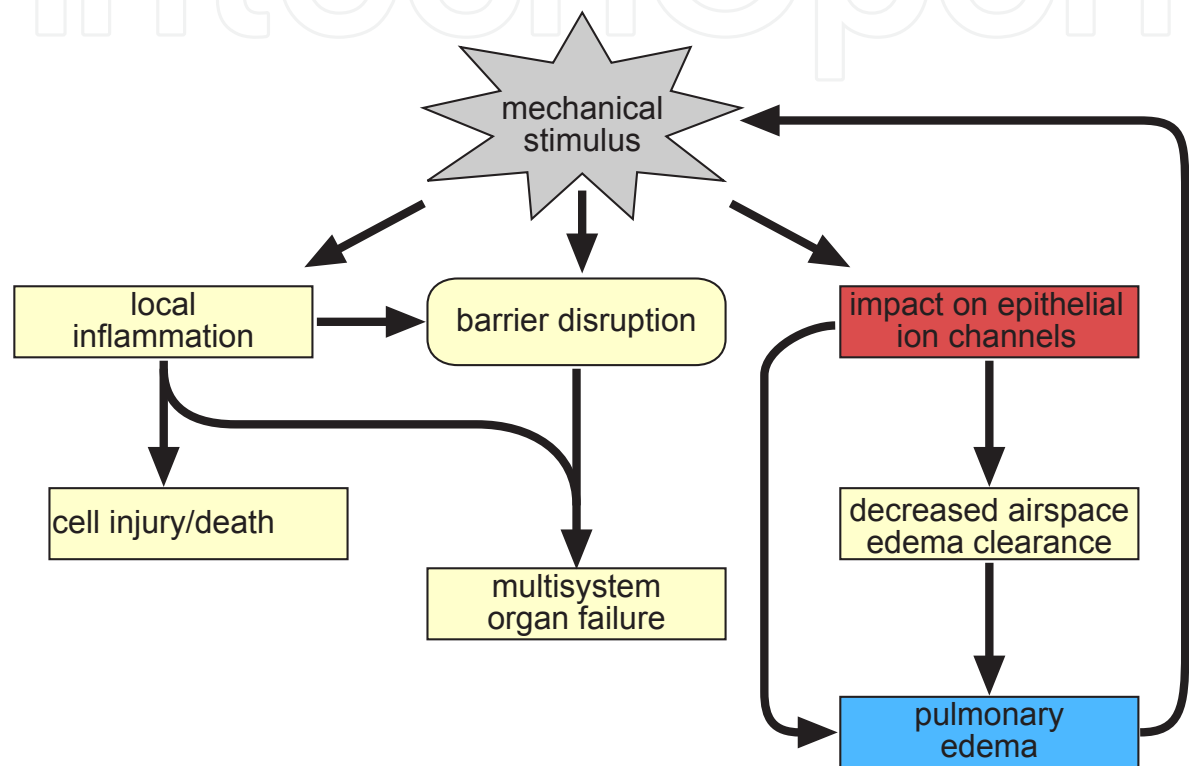 intechopen
mechanical
stimulus
local
inflammation
barrier disruption
impact on epithelial
ion channels
cell injury/death
decreased airspace
edema clearance
multisystem
organ failure
pulmonary
edema